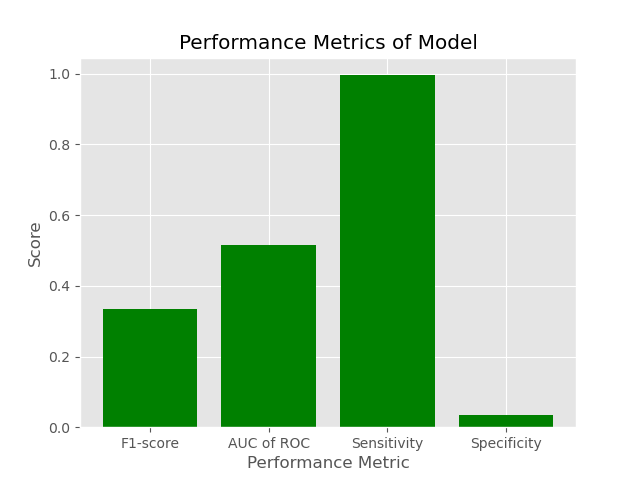 Performance Metrics of Model
Score
1.0
0.8
0.6
0.4
0.2
0.0
F1-score AUC of ROC Sensitivity Specificity
Performance Metric